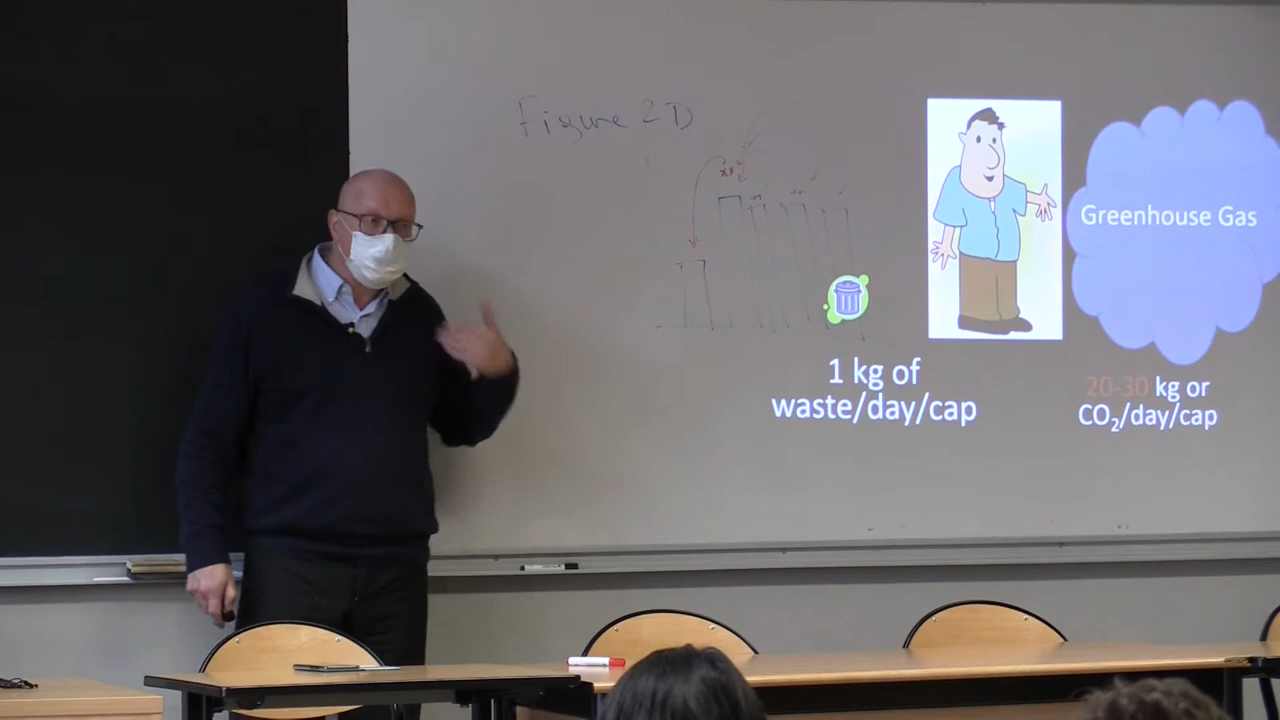 Figure 2D
Greenhouse Gas
1 kg of
waste/day/cap
20-30 kg or
CO₂/day/cap